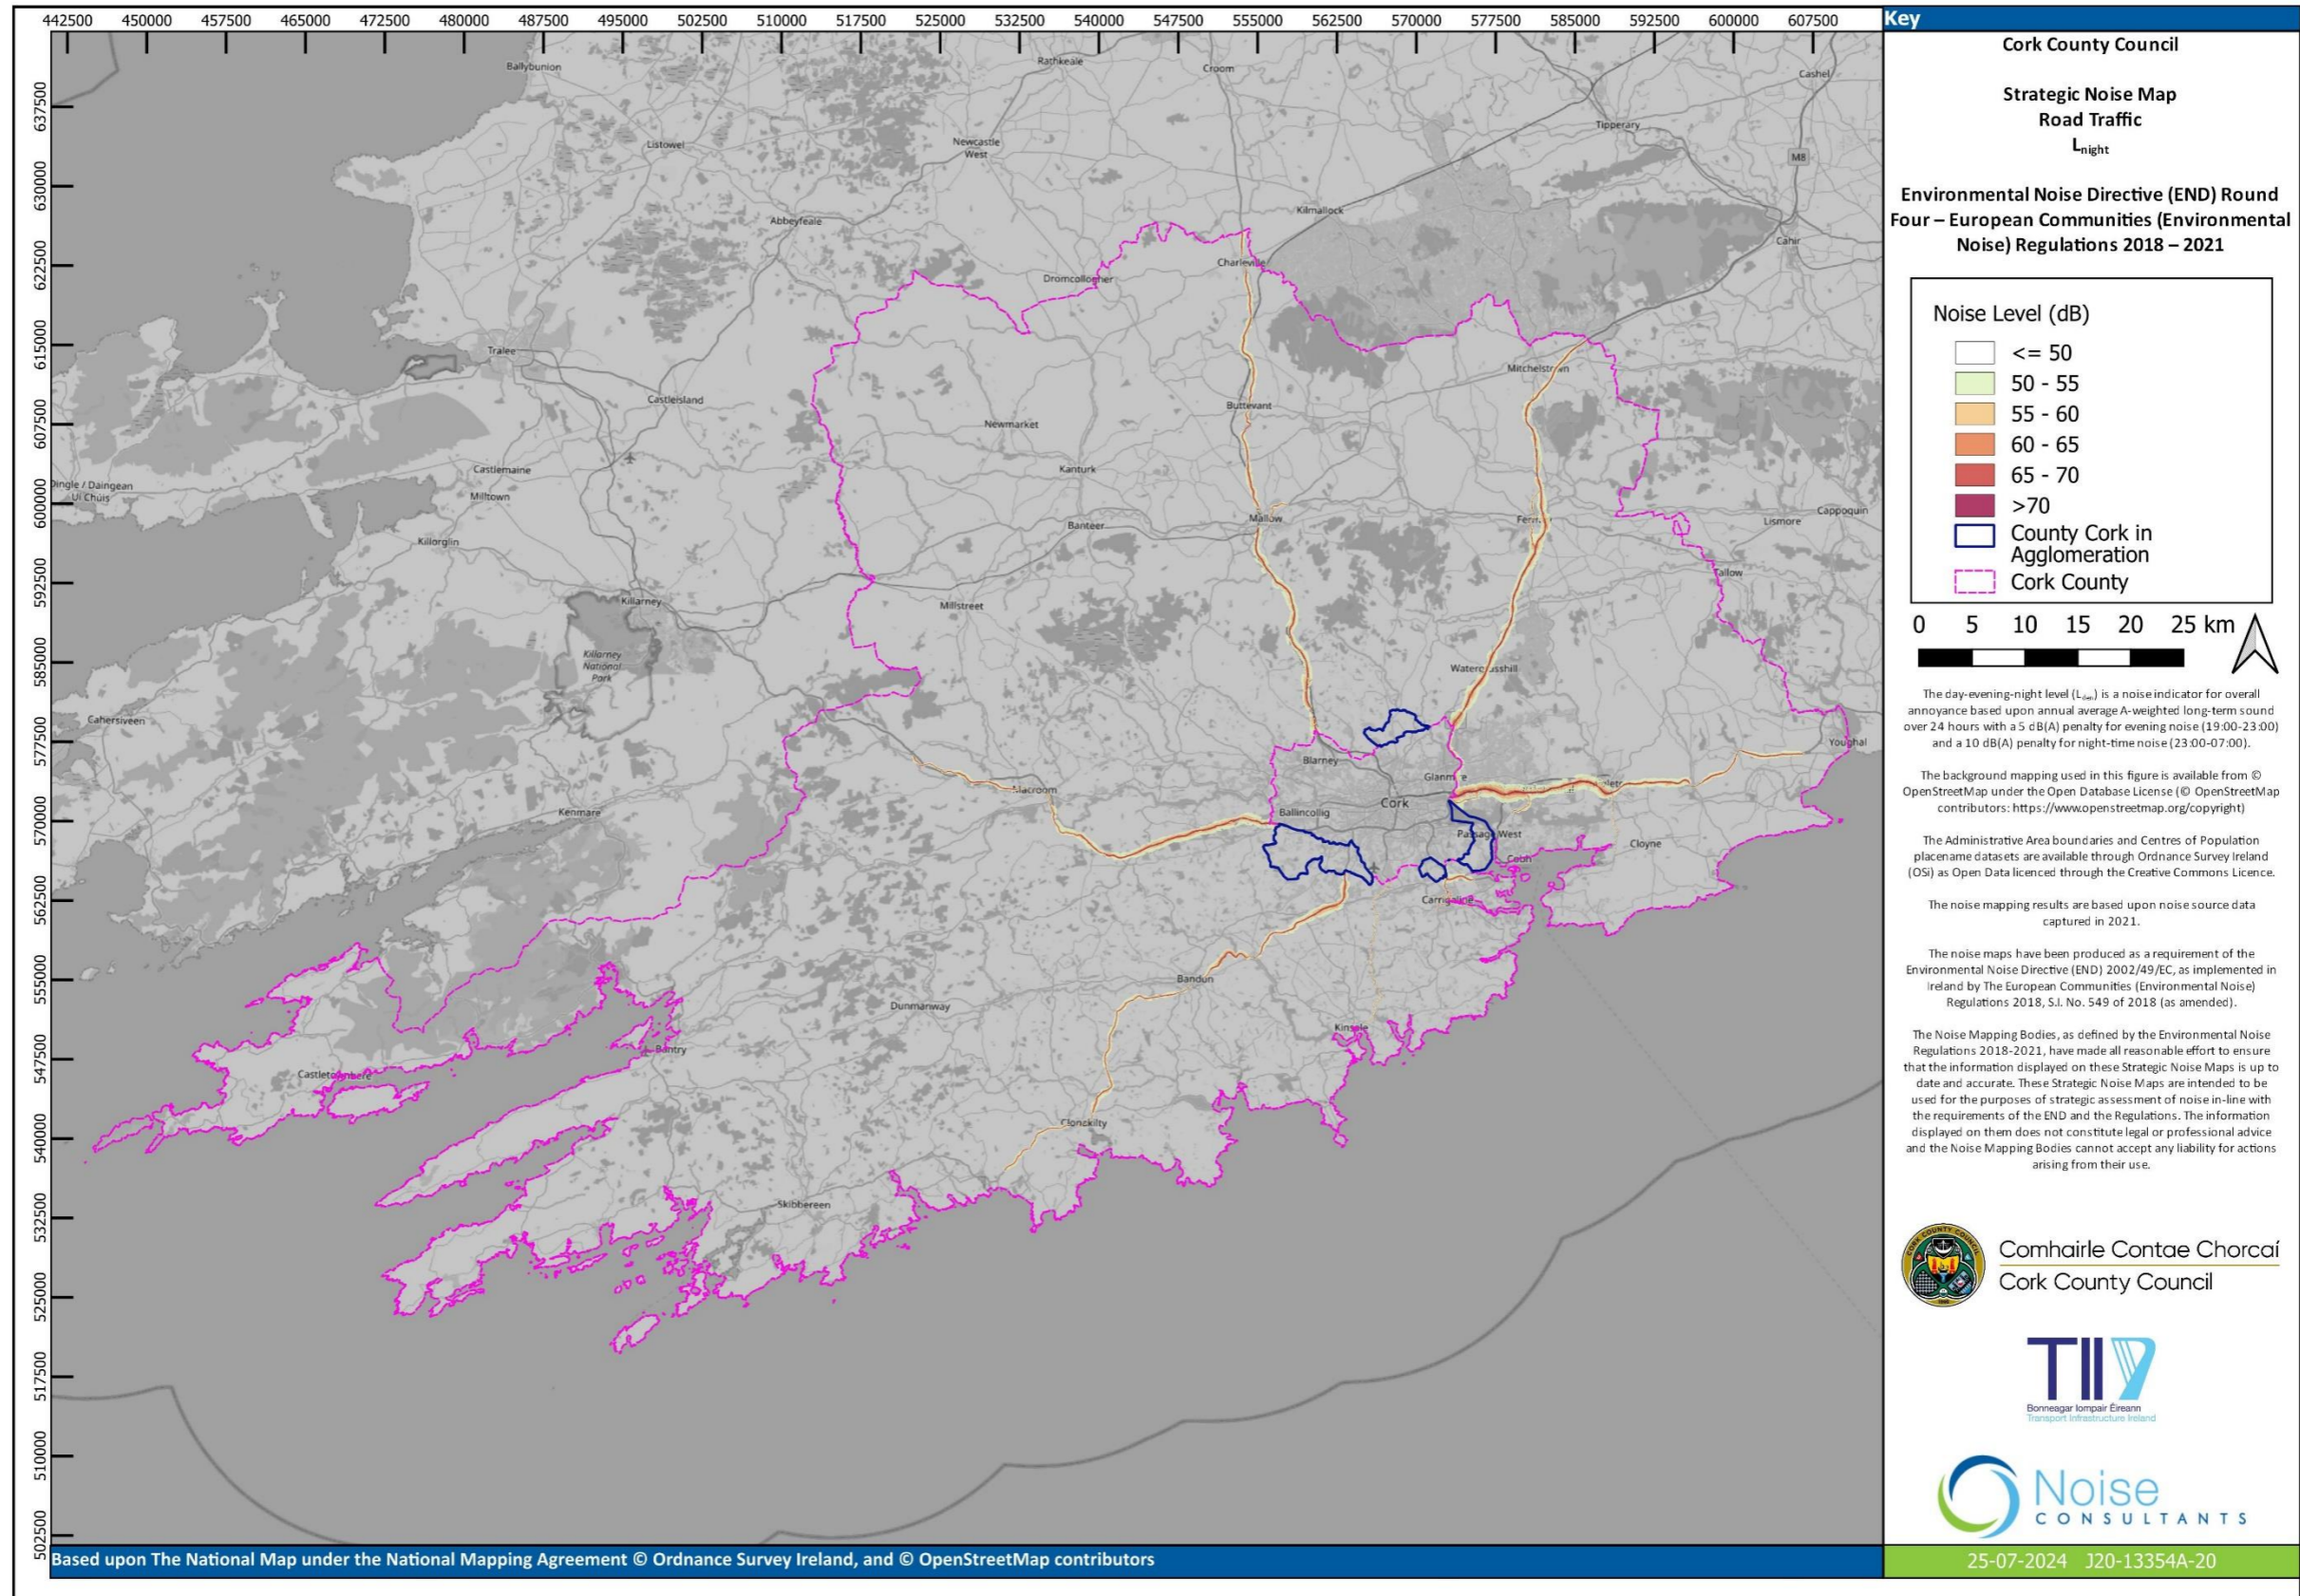 442500 450000 457500 465000 472500 480000 487500 495000 502500 510000 517500 525000 532500 540000 547500 555000 562500 570000 577500 585000 592500 600000 607500
637500
630000
622500
615000
607500
600000
592500
585000
577500
570000
562500
555000
547500
540000
532500
525000
517500
510000
502500
Ballybunion
Rathkeale
Croom
Cashel
Listowel
Newcastle
West
Tipperary
M8
Abbeyfeale
Kilmallock
Cahir
Charleville
Dromcollogher
Tralee
Mitchelstown
Castleisland
Buttevant
Newmarket
Castlemaine
Kanturk
Dingle / Daingean
Uí Chúis
Milltown
Cappoquin
Lismore
Mallow
Banteer
Killorglin
Tallow
Killarney
Millstreet
Killarney
National
Park
Cahersiveen
Youghal
Blarney
Macroom
Cork
Kenmare
Ballincollig
Passage West
Cloyne
Cobh
Carrigaline
Bandon
Dunmanway
Kinsale
Bantry
Clonakilty
Skibbereen
Based upon The National Map under the National Mapping Agreement © Ordnance Survey Ireland, and © OpenStreetMap contributors
Key
Cork County Council
Strategic Noise Map
Road Traffic
Lnight
Environmental Noise Directive (END) Round
Four – European Communities (Environmental
Noise) Regulations 2018 – 2021
Noise Level (dB)
<= 50
50 - 55
55 - 60
60 - 65
65 - 70
>70
County Cork in
Agglomeration
Cork County
0 5 10 15 20 25 km
The day-evening-night level (Lden) is a noise indicator for overall
annoyance based upon annual average A-weighted long-term sound
over 24 hours with a 5 dB(A) penalty for evening noise (19:00-23:00)
and a 10 dB(A) penalty for night-time noise (23:00-07:00).
The background mapping used in this figure is available from ©
OpenStreetMap under the Open Database License (© OpenStreetMap
contributors: https://www.openstreetmap.org/copyright)
The Administrative Area boundaries and Centres of Population
placename datasets are available through Ordnance Survey Ireland
(OSi) as Open Data licenced through the Creative Commons Licence.
The noise mapping results are based upon noise source data
captured in 2021.
The noise maps have been produced as a requirement of the
Environmental Noise Directive (END) 2002/49/EC, as implemented in
Ireland by The European Communities (Environmental Noise)
Regulations 2018, S.I. No. 549 of 2018 (as amended).
The Noise Mapping Bodies, as defined by the Environmental Noise
Regulations 2018-2021, have made all reasonable effort to ensure
that the information displayed on these Strategic Noise Maps is up to
date and accurate. These Strategic Noise Maps are intended to be
used for the purposes of strategic assessment of noise in-line with
the requirements of the END and the Regulations. The information
displayed on them does not constitute legal or professional advice
and the Noise Mapping Bodies cannot accept any liability for actions
arising from their use.
CORK COUNTY COUNCIL
Comhairle Contae Chorcaí
Cork County Council
TII
Bonneagar Iompair Éireann
Transport Infrastructure Ireland
Noise
CONSULTANTS
25-07-2024 J20-13354A-20